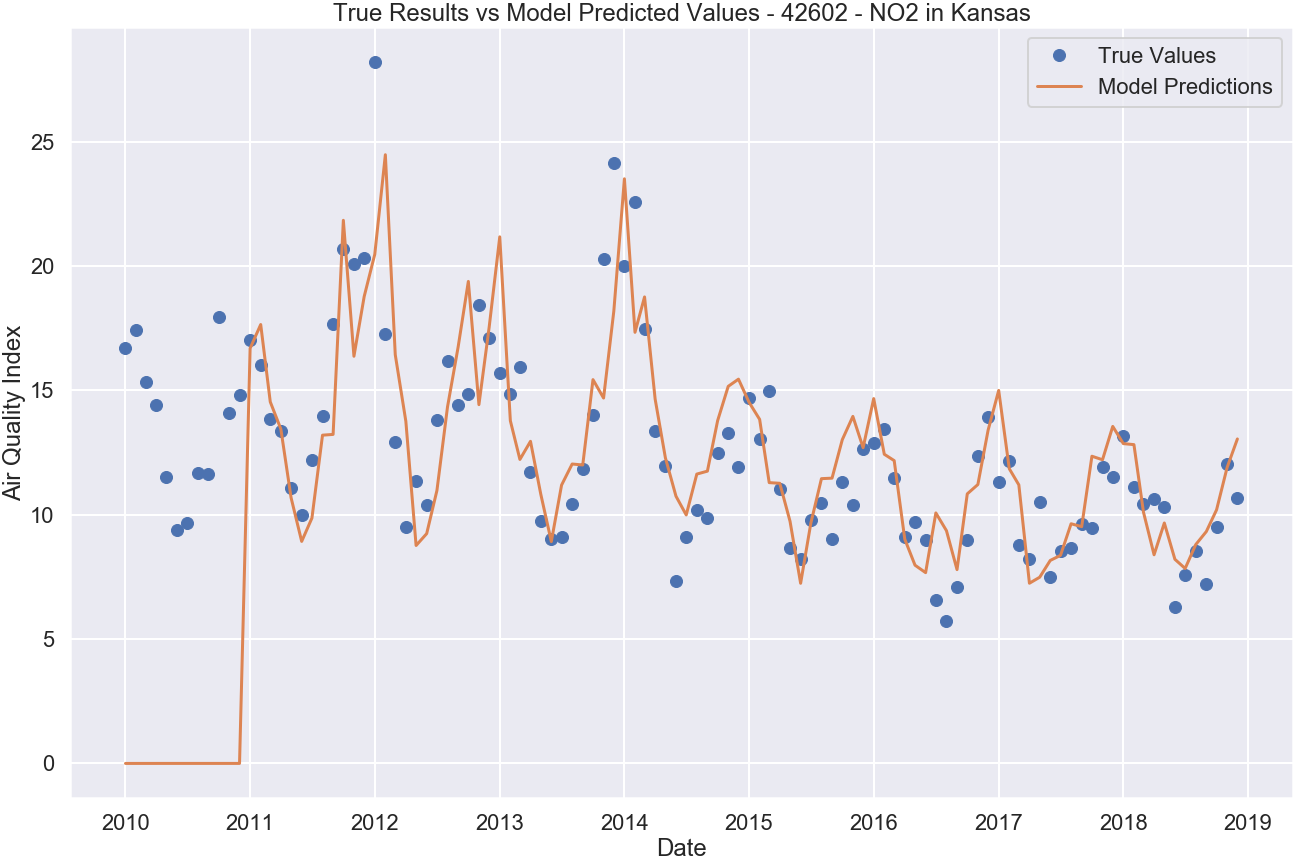 True Results vs Model Predicted Values - 42602 - NO2 in Kansas
True Values
Model Predictions
Air Quality Index
25
20
15
10
5
0
2010 2011 2012 2013 2014 2015 2016 2017 2018 2019
Date